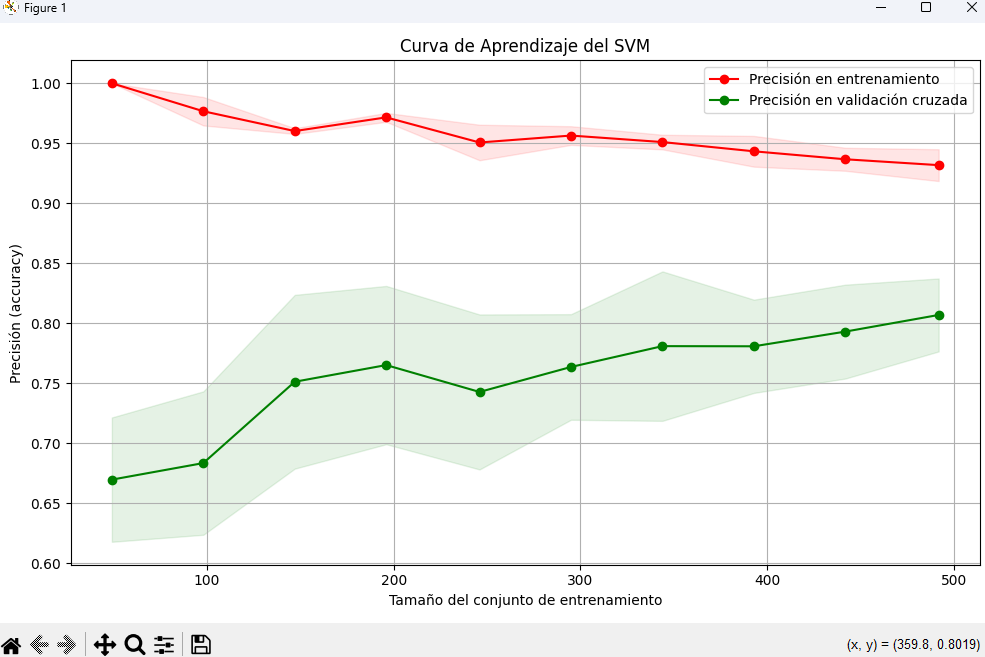 Figure 1
Curva de Aprendizaje del SVM
Precisión en entrenamiento
Precisión en validación cruzada
1.00
0.95
0.90
0.85
0.80
0.75
0.70
0.65
0.60
Precisión (accuracy)
100 200 300 400 500
Tamaño del conjunto de entrenamiento
(x, y) = (359.8, 0.8019)